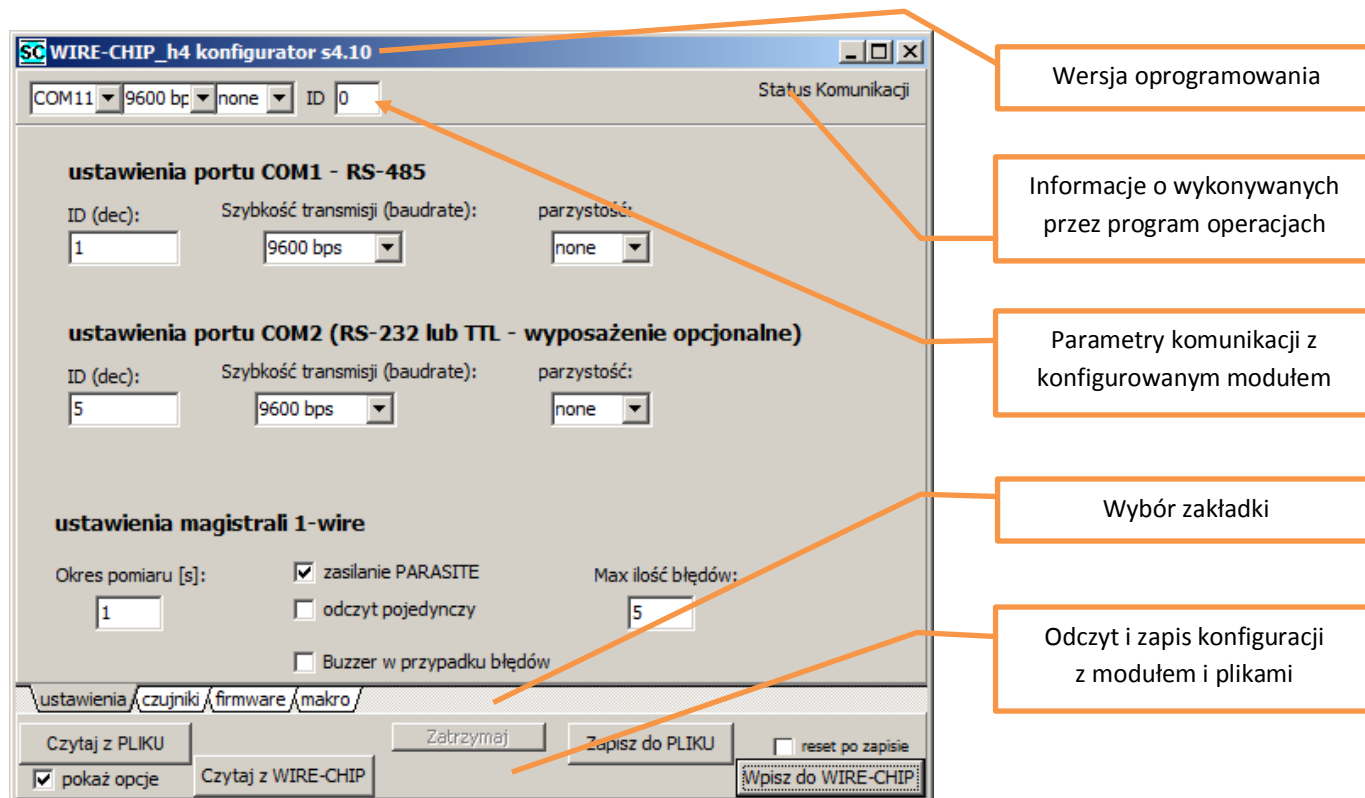 WIRE-CHIP_h4 konfigurator s4.10
COM11 9600 bp none ID 0 Status Komunikacji
ustawienia portu COM1 - RS-485
ID (dec): Szybkość transmisji (baudrate): parzystość:
1 9600 bps none
ustawienia portu COM2 (RS-232 lub TTL - wyposażenie opcjonalne)
ID (dec): Szybkość transmisji (baudrate): parzystość:
5 9600 bps none
ustawienia magistrali 1-wire
Okres pomiaru [s]: zasilanie PARASITE Max ilość błędów:
1 odczyt pojedynczy 5
Buzzer w przypadku błędów
ustawienia czujniki firmware makro
Czytaj z PLIKU Zatrzymaj Zapisz do PLIKU reset po zapisie
pokaż opcje Czytaj z WIRE-CHIP Wpisz do WIRE-CHIP
Wersja oprogramowania
Informacje o wykonywanych
przez program operacjach
Parametry komunikacji z
konfigurowanym modułem
Wybór zakładki
Odczyt i zapis konfiguracji
z modułem i plikami